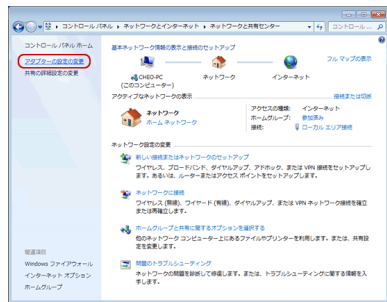 コントロール パネル ▸ ネットワークとインターネット ▸ ネットワークと共有センター
コントロール パネル ホーム
アダプターの設定の変更
共有の詳細設定の変更
基本ネットワーク情報の表示と接続のセットアップ
CHEO-PC
(このコンピューター)
ネットワーク
インターネット
フル マップの表示
アクティブなネットワークの表示
接続または切断
ネットワーク
ホーム ネットワーク
アクセスの種類: インターネット
ホームグループ: 参加済み
接続: ローカル エリア接続
ネットワーク設定の変更
新しい接続またはネットワークのセットアップ
ワイヤレス、ブロードバンド、ダイヤルアップ、アドホック、または VPN 接続をセットアップします。あるいは、ルーターまたはアクセス ポイントをセットアップします。
ネットワークに接続
ワイヤレス (無線)、ワイヤード (有線)、ダイヤルアップ、または VPN ネットワーク接続を確立または再確立します。
ホームグループと共有に関するオプションを選択する
他のネットワーク コンピューター上にあるファイルやプリンターを利用します。または、共有設定を変更します。
問題のトラブルシューティング
ネットワークの問題を診断して修復します。または、トラブルシューティングに関する情報を入手します。
関連項目
Windows ファイアウォール
インターネット オプション
ホームグループ